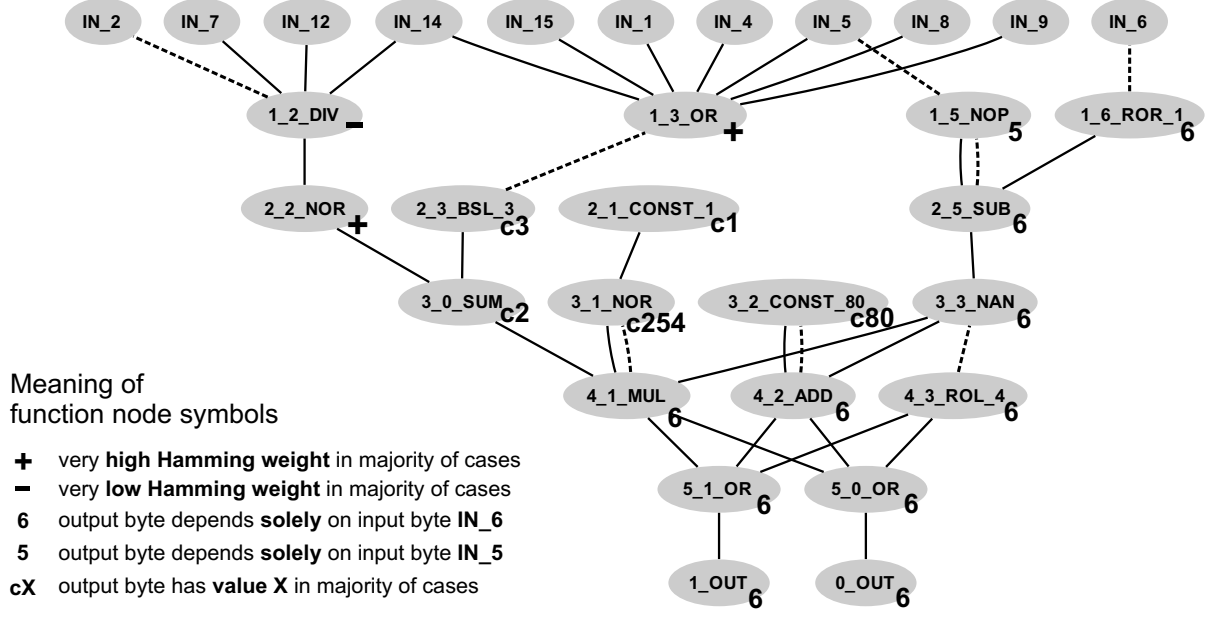 IN_2 IN_7 IN_12 IN_14 IN_15 IN_1 IN_4 IN_5 IN_8 IN_9 IN_6
1_2_DIV - 1_3_OR + 1_5_NOP 5 1_6_ROR_1 6
2_2_NOR + 2_3_BSL_3 c3 2_1_CONST_1 c1 2_5_SUB 6
3_0_SUM c2 3_1_NOR c254 3_2_CONST_80 c80 3_3_NAN 6
4_1_MUL 6 4_2_ADD 6 4_3_ROL_4 6
5_1_OR 6 5_0_OR 6
1_OUT 6 0_OUT 6
Meaning of
function node symbols
+ very high Hamming weight in majority of cases
- very low Hamming weight in majority of cases
6 output byte depends solely on input byte IN_6
5 output byte depends solely on input byte IN_5
cX output byte has value X in majority of cases